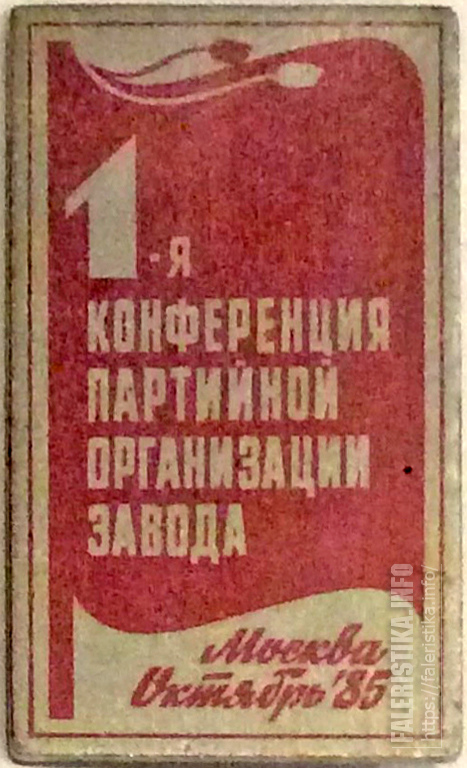 1-я
КОНФЕРЕНЦИЯ
ПАРТИЙНОЙ
ОРГАНИЗАЦИИ
ЗАВОДА
Москва
Октябрь '85
FALERISTIKA.INFO
https://faleristika.info/